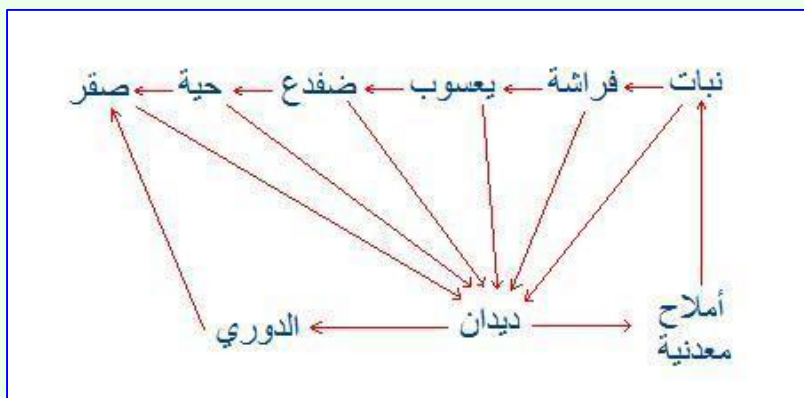 نبات فراشة يعسوب ضفدع حية صقر
أملاح
معدنية ديدان الدوري